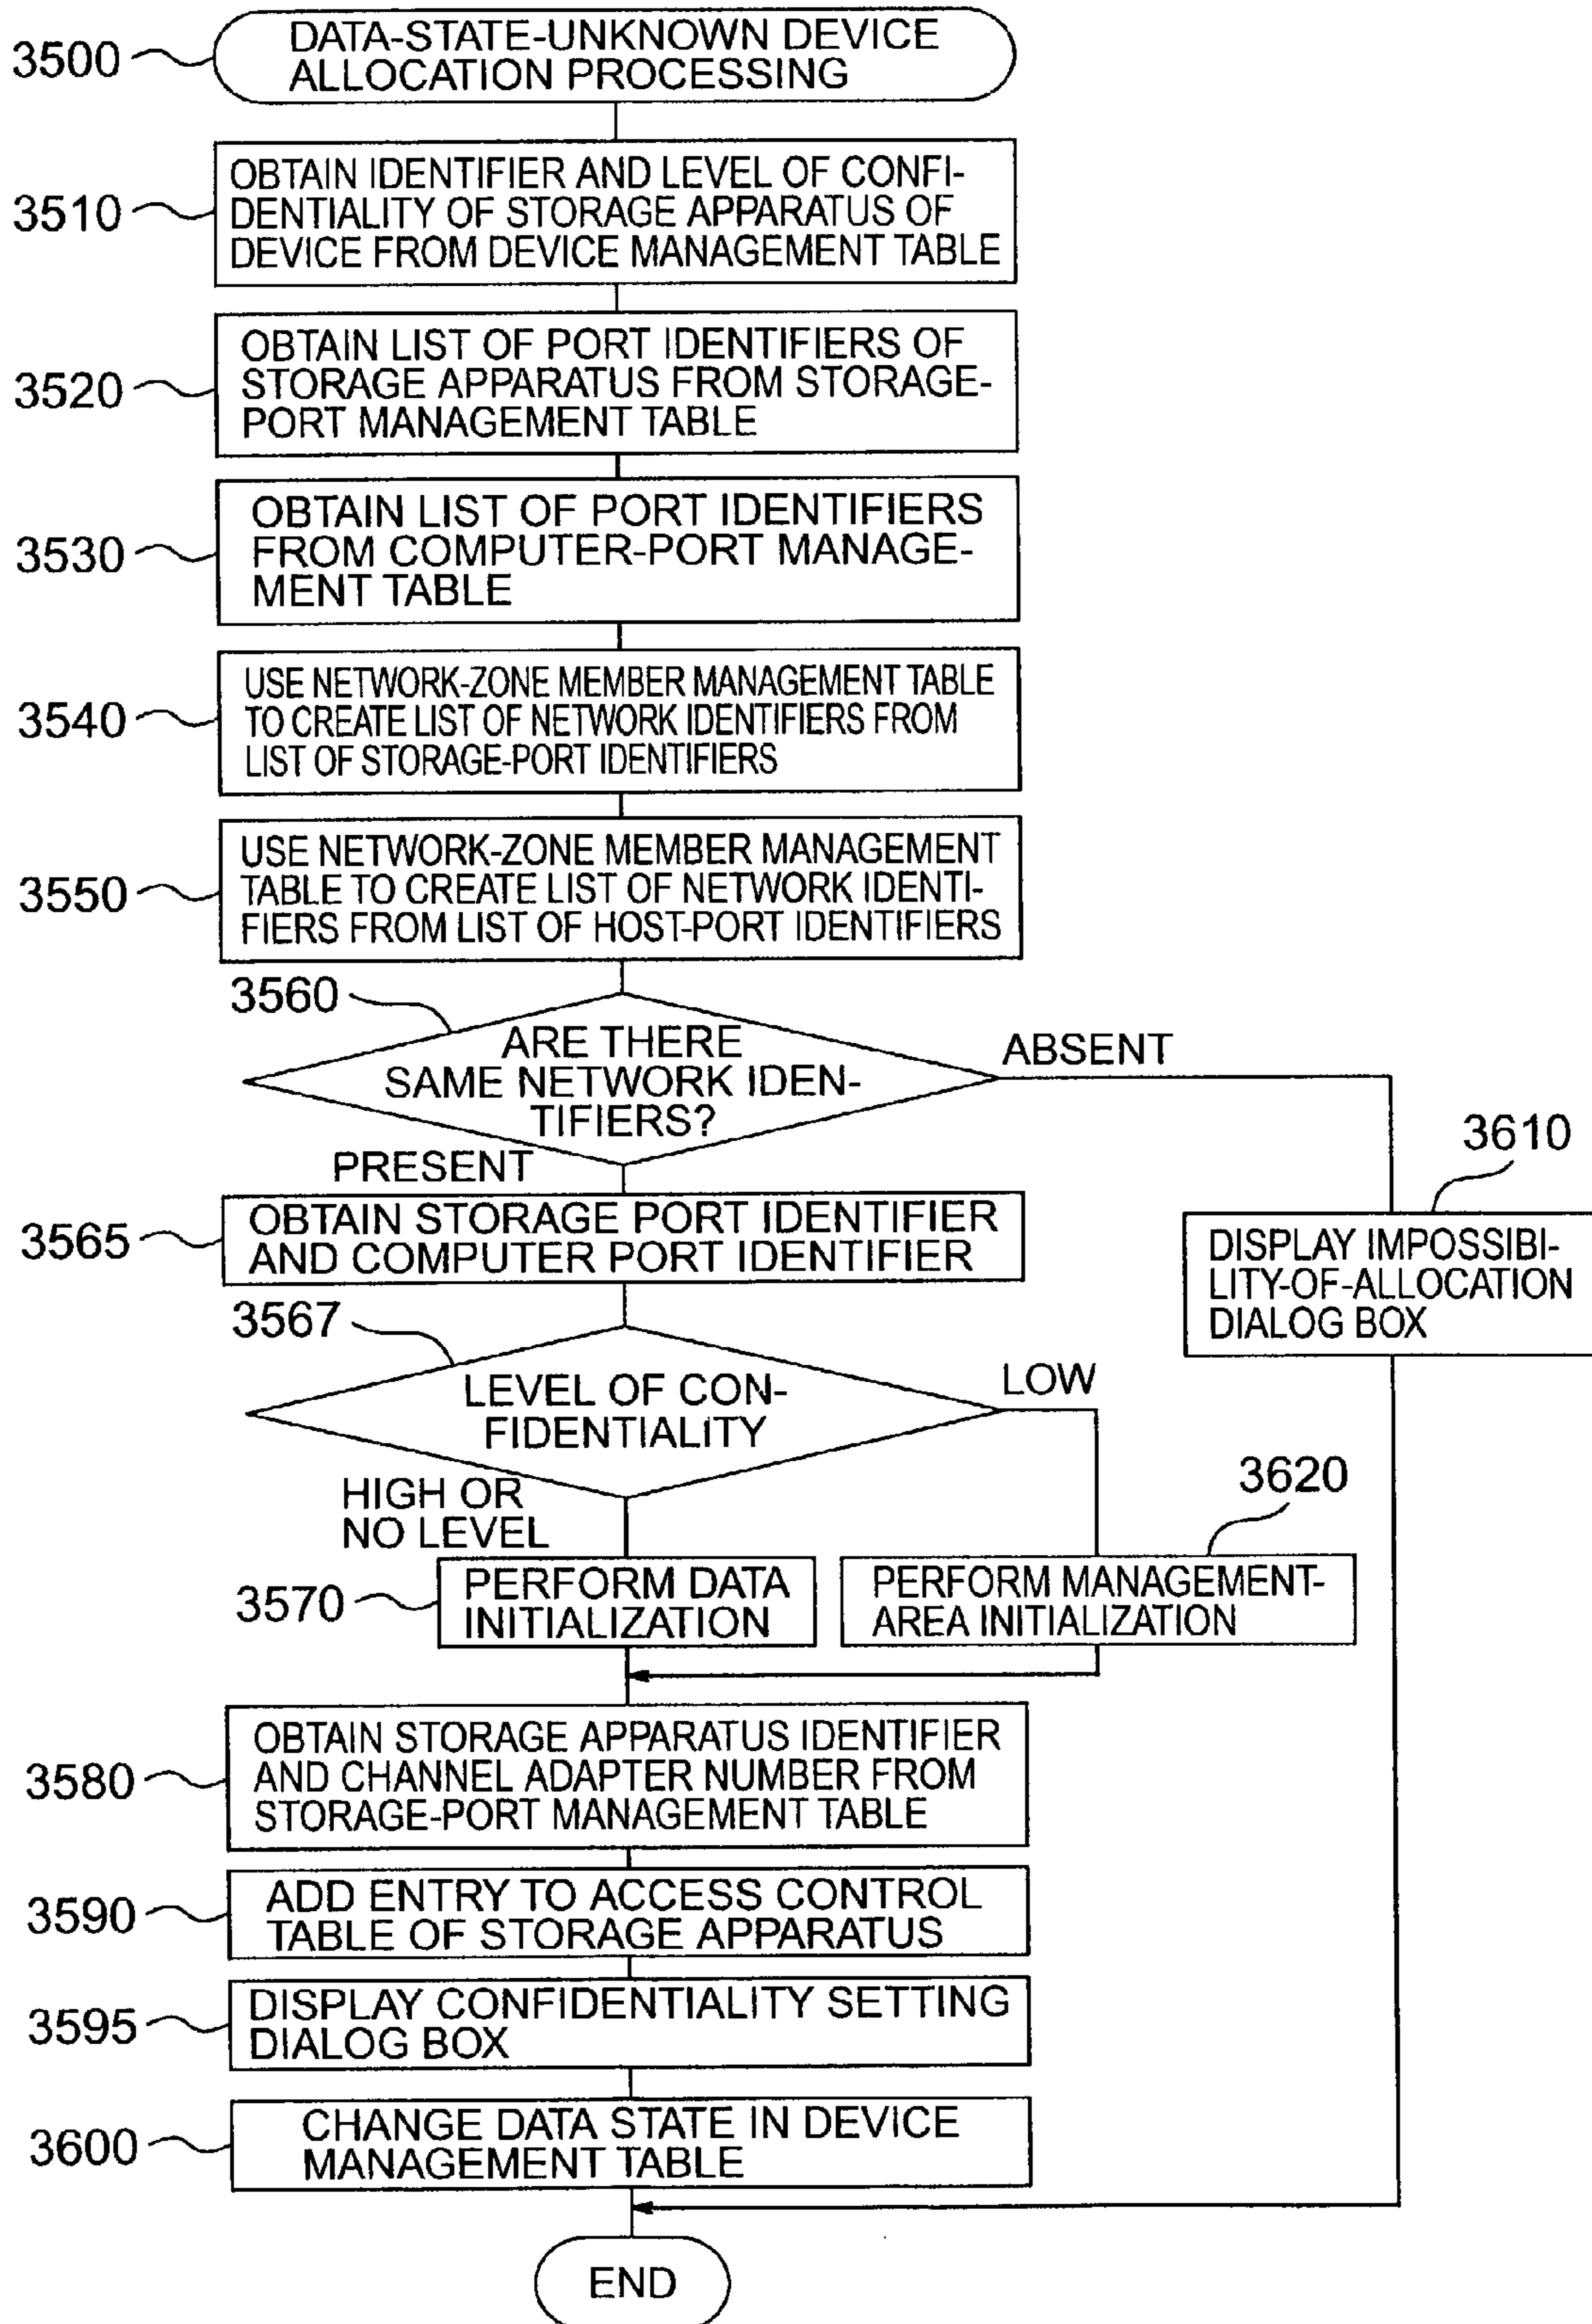 3500
DATA-STATE-UNKNOWN DEVICE
ALLOCATION PROCESSING
3510
OBTAIN IDENTIFIER AND LEVEL OF CONFI-
DENTIALITY OF STORAGE APPARATUS OF
DEVICE FROM DEVICE MANAGEMENT TABLE
3520
OBTAIN LIST OF PORT IDENTIFIERS OF
STORAGE APPARATUS FROM STORAGE-
PORT MANAGEMENT TABLE
3530
OBTAIN LIST OF PORT IDENTIFIERS
FROM COMPUTER-PORT MANAGE-
MENT TABLE
3540
USE NETWORK-ZONE MEMBER MANAGEMENT TABLE
TO CREATE LIST OF NETWORK IDENTIFIERS FROM
LIST OF STORAGE-PORT IDENTIFIERS
3550
USE NETWORK-ZONE MEMBER MANAGEMENT
TABLE TO CREATE LIST OF NETWORK IDENTI-
FIERS FROM LIST OF HOST-PORT IDENTIFIERS
3560
ARE THERE
SAME NETWORK IDEN-
TIFIERS?
ABSENT
PRESENT
3610
DISPLAY IMPOSSIBI-
LITY-OF-ALLOCATION
DIALOG BOX
3565
OBTAIN STORAGE PORT IDENTIFIER
AND COMPUTER PORT IDENTIFIER
3567
LEVEL OF CON-
FIDENTIALITY
LOW
HIGH OR
NO LEVEL
3570
PERFORM DATA
INITIALIZATION
3620
PERFORM MANAGEMENT-
AREA INITIALIZATION
3580
OBTAIN STORAGE APPARATUS IDENTIFIER
AND CHANNEL ADAPTER NUMBER FROM
STORAGE-PORT MANAGEMENT TABLE
3590
ADD ENTRY TO ACCESS CONTROL
TABLE OF STORAGE APPARATUS
3595
DISPLAY CONFIDENTIALITY SETTING
DIALOG BOX
3600
CHANGE DATA STATE IN DEVICE
MANAGEMENT TABLE
END